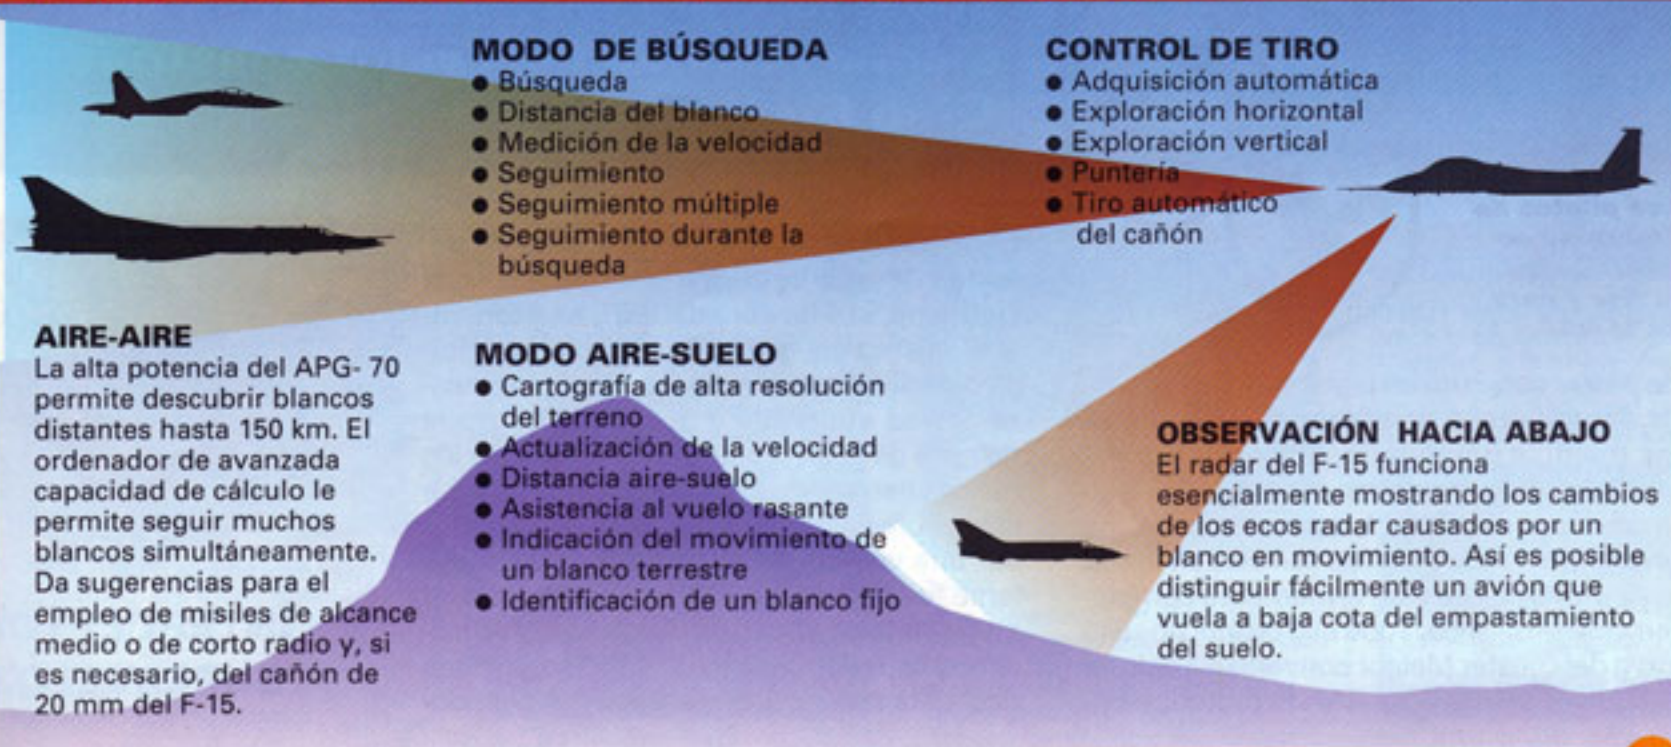 MODO DE BÚSQUEDA
● Búsqueda
● Distancia del blanco
● Medición de la velocidad
● Seguimiento
● Seguimiento múltiple
● Seguimiento durante la
búsqueda
CONTROL DE TIRO
● Adquisición automática
● Exploración horizontal
● Exploración vertical
● Puntería
● Tiro automático
del cañón
AIRE-AIRE
La alta potencia del APG- 70
permite descubrir blancos
distantes hasta 150 km. El
ordenador de avanzada
capacidad de cálculo le
permite seguir muchos
blancos simultáneamente.
Da sugerencias para el
empleo de misiles de alcance
medio o de corto radio y, si
es necesario, del cañón de
20 mm del F-15.
MODO AIRE-SUELO
● Cartografía de alta resolución
del terreno
● Actualización de la velocidad
● Distancia aire-suelo
● Asistencia al vuelo rasante
● Indicación del movimiento de
un blanco terrestre
● Identificación de un blanco fijo
OBSERVACIÓN HACIA ABAJO
El radar del F-15 funciona
esencialmente mostrando los cambios
de los ecos radar causados por un
blanco en movimiento. Así es posible
distinguir fácilmente un avión que
vuela a baja cota del empastamiento
del suelo.